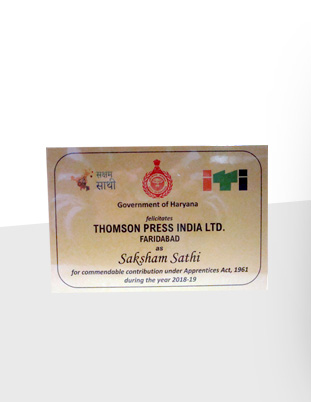 सक्षम
साथी
iTi
Government of Haryana
felicitates
THOMSON PRESS INDIA LTD.
FARIDABAD
as
Saksham Sathi
for commendable contribution under Apprentices Act, 1961
during the year 2018-19